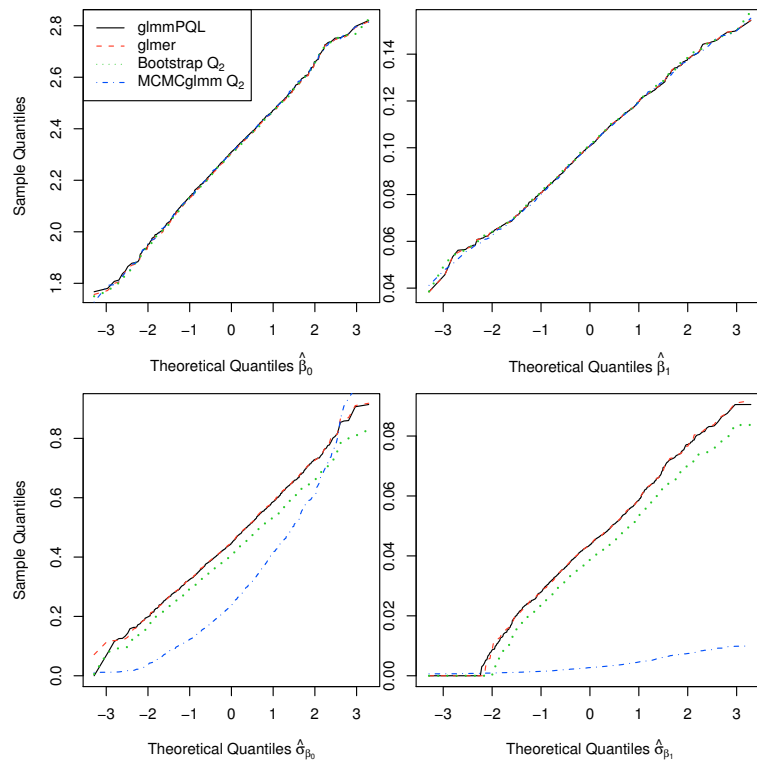 glmmPQL
glmer
Bootstrap Q₂
MCMCglmm Q₂
Sample Quantiles
1.8 2.0 2.2 2.4 2.6 2.8
-3 -2 -1 0 1 2 3
Theoretical Quantiles β̂₀
0.04 0.06 0.08 0.10 0.12 0.14
-3 -2 -1 0 1 2 3
Theoretical Quantiles β̂₁
Sample Quantiles
0.0 0.2 0.4 0.6 0.8
-3 -2 -1 0 1 2 3
Theoretical Quantiles σ̂β₀
0.00 0.02 0.04 0.06 0.08
-3 -2 -1 0 1 2 3
Theoretical Quantiles σ̂β₁